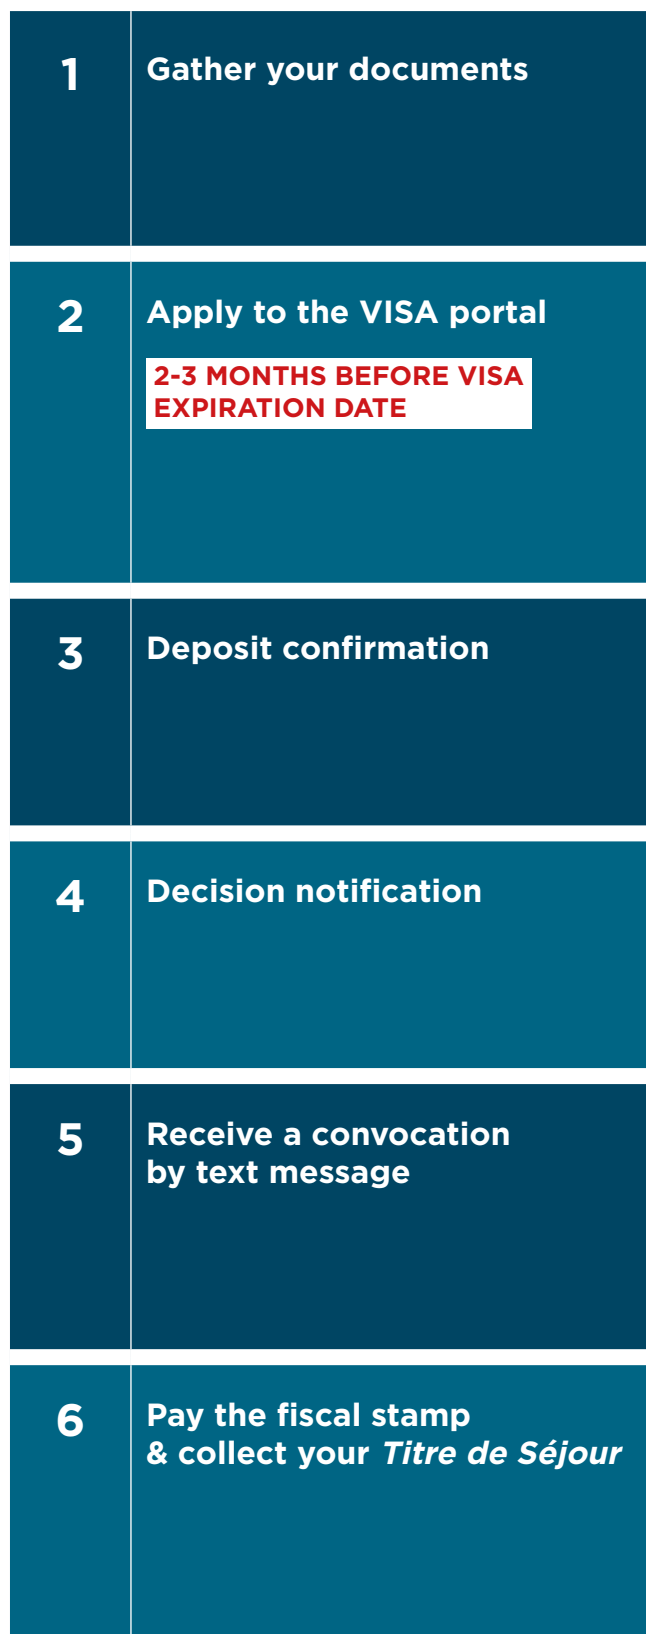 1
Gather your documents
2
Apply to the VISA portal
2-3 MONTHS BEFORE VISA
EXPIRATION DATE
3
Deposit confirmation
4
Decision notification
5
Receive a convocation
by text message
6
Pay the fiscal stamp
& collect your Titre de Séjour